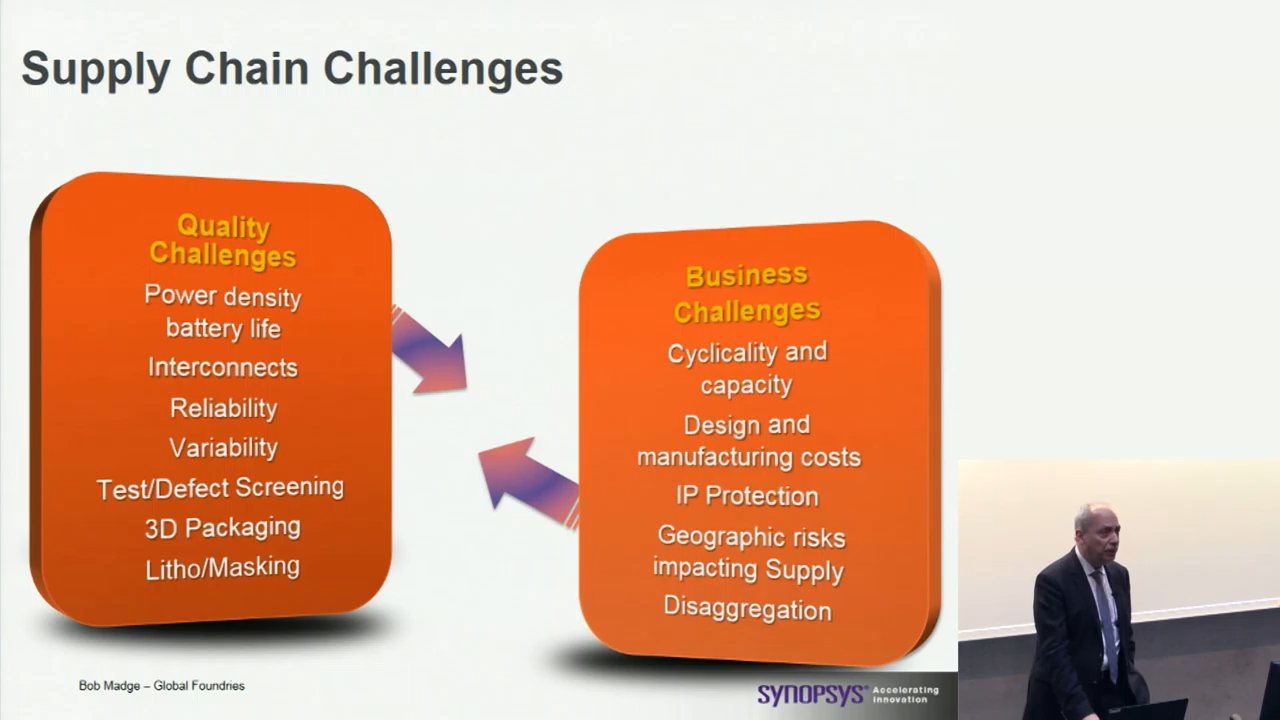 Supply Chain Challenges
Quality
Challenges
Power density
battery life
Interconnects
Reliability
Variability
Test/Defect Screening
3D Packaging
Litho/Masking
Business
Challenges
Cyclicality and
capacity
Design and
manufacturing costs
IP Protection
Geographic risks
impacting Supply
Disaggregation
Bob Madge – Global Foundries
SYNOPSYS®
Accelerating
Innovation